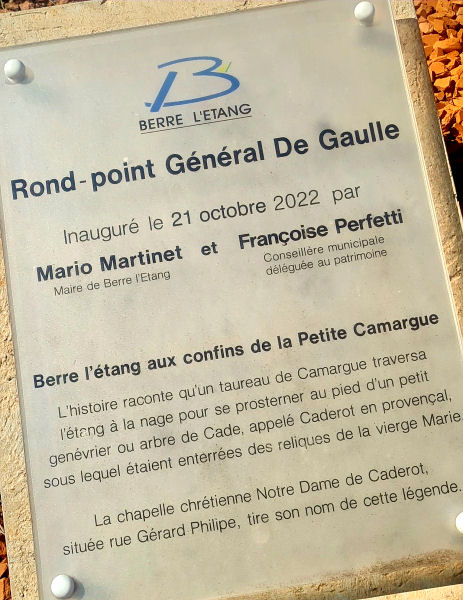 B
BERRE L'ETANG
Rond-point Général De Gaulle
Inauguré le 21 octobre 2022 par
Mario Martinet et Françoise Perfetti
Maire de Berre l'Etang
Conseillère municipale
déléguée au patrimoine
Berre l'étang aux confins de la Petite Camargue
L'histoire raconte qu'un taureau de Camargue traversa
l'étang à la nage pour se prosterner au pied d'un petit
genévrier ou arbre de Cade, appelé Caderot en provençal,
sous lequel étaient enterrées des reliques de la vierge Marie.
La chapelle chrétienne Notre Dame de Caderot,
située rue Gérard Philipe, tire son nom de cette légende.